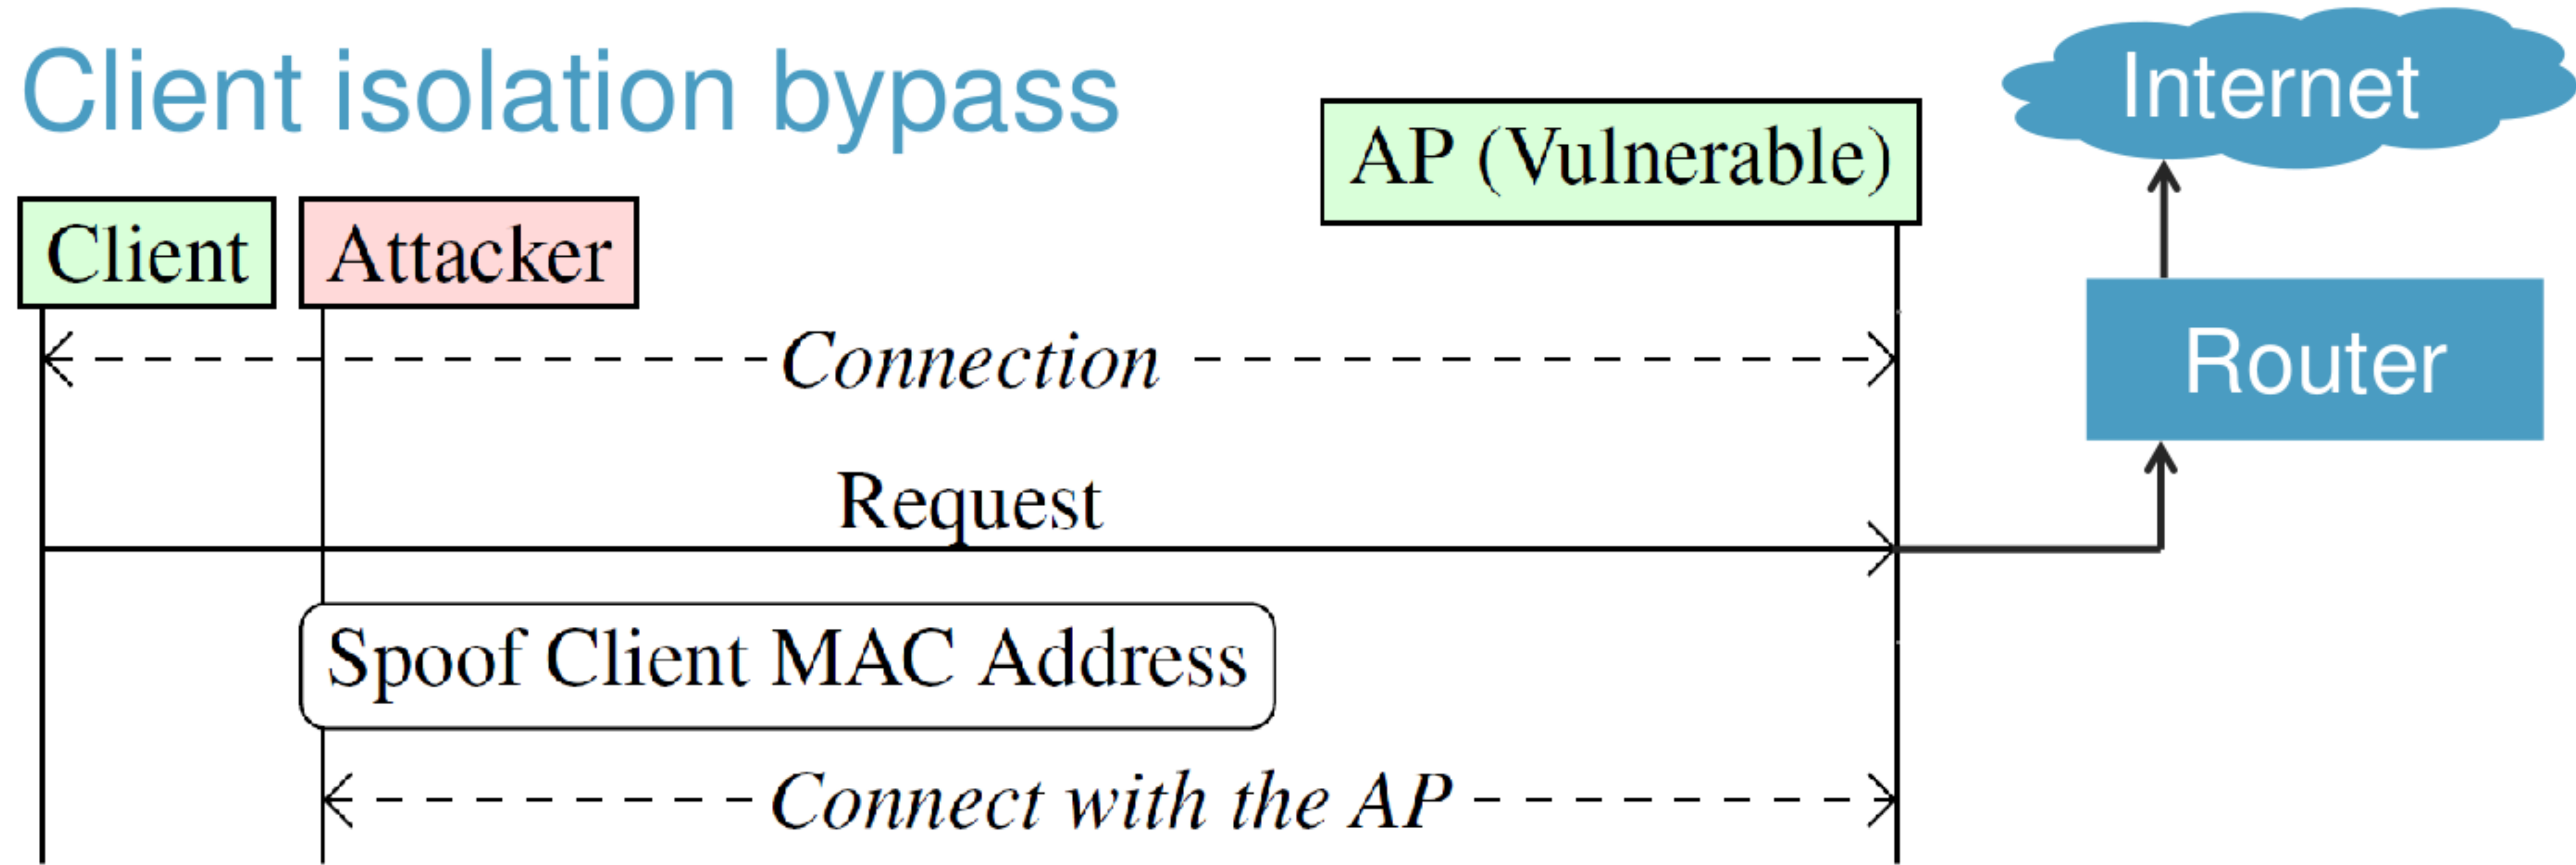 Client isolation bypass
Internet
AP (Vulnerable)
Client
Attacker
Connection
Router
Request
Spoof Client MAC Address
Connect with the AP